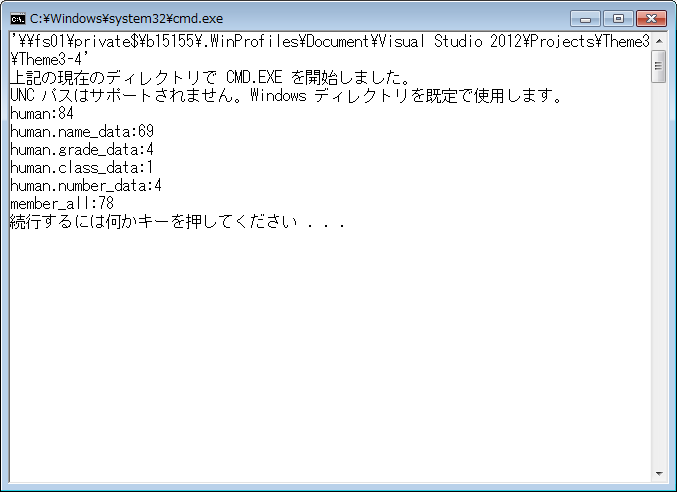 C:¥Windows¥system32¥cmd.exe
'¥¥fs01¥private$¥b15155¥.WinProfiles¥Document¥Visual Studio 2012¥Projects¥Theme3
¥Theme3-4'
上記の現在のディレクトリで CMD.EXE を開始しました。
UNC パスはサポートされません。Windows ディレクトリを既定で使用します。
human:84
human.name_data:69
human.grade_data:4
human.class_data:1
human.number_data:4
member_all:78
続行するには何かキーを押してください . . .